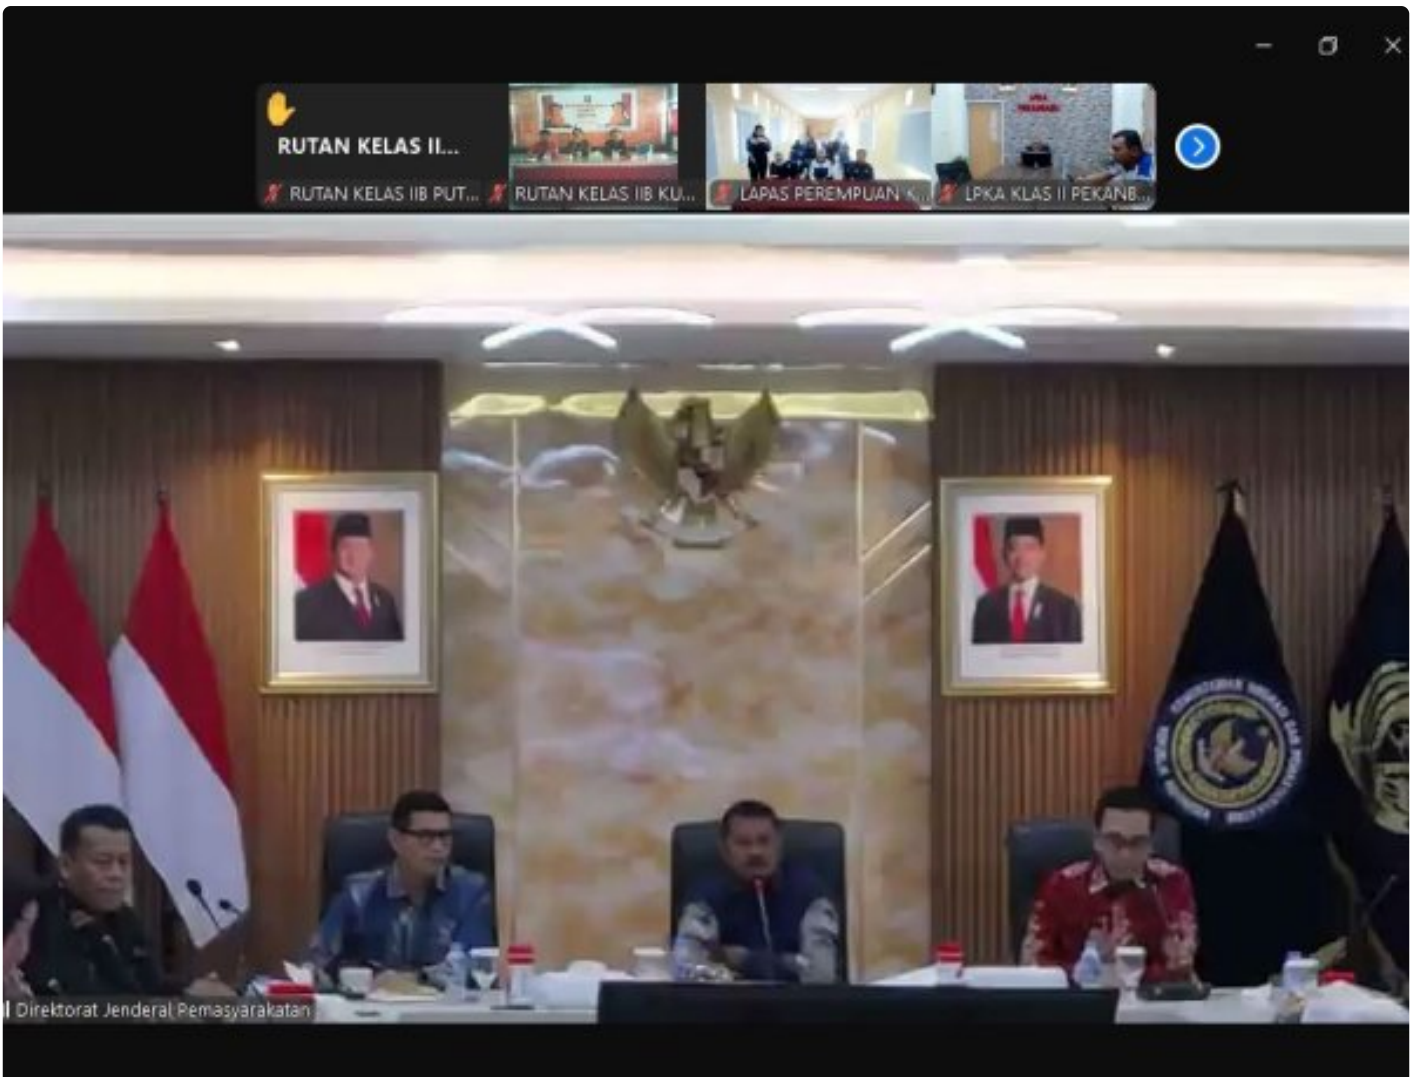 RUTAN KELAS II...
RUTAN KELAS IIB PUT...
RUTAN KELAS IIB KU...
LAPAS PEREMPUAN K...
LPKA KLAS II PEKANB...
Direktorat Jenderal Pemasyarakatan